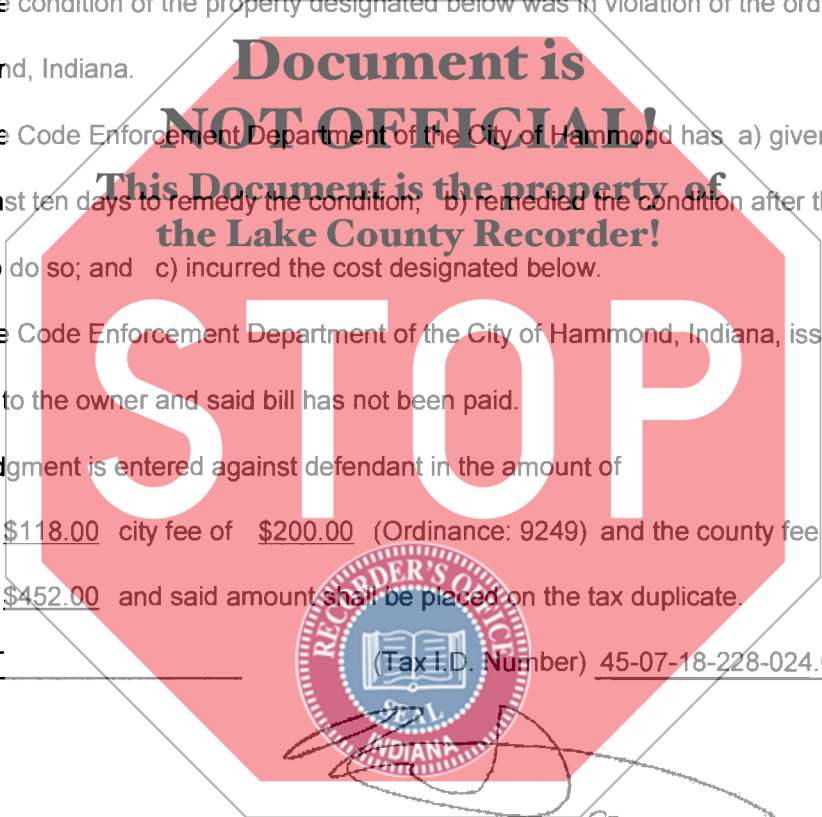 condition of the property designated below was in violation of the
Document is
nd, Indiana.
NOT OFFICIAL!
e Code Enforcement Department of the City of Hammond has a) given
This Document is the property of
st ten days to remedy the condition; b) remedied the condition after
the Lake County Recorder!
do so; and c) incurred the cost designated below.
STOP
e Code Enforcement Department of the City of Hammond, Indiana, iss
to the owner and said bill has not been paid.
dgment is entered against defendant in the amount of
$118.00 city fee of $200.00 (Ordinance: 9249) and the county fee
$452.00 and said amount shall be placed on the tax duplicate.
RECORDER'S OFFICE
(Tax I.D. Number) 45-07-18-228-024.
SEAL
INDIANA